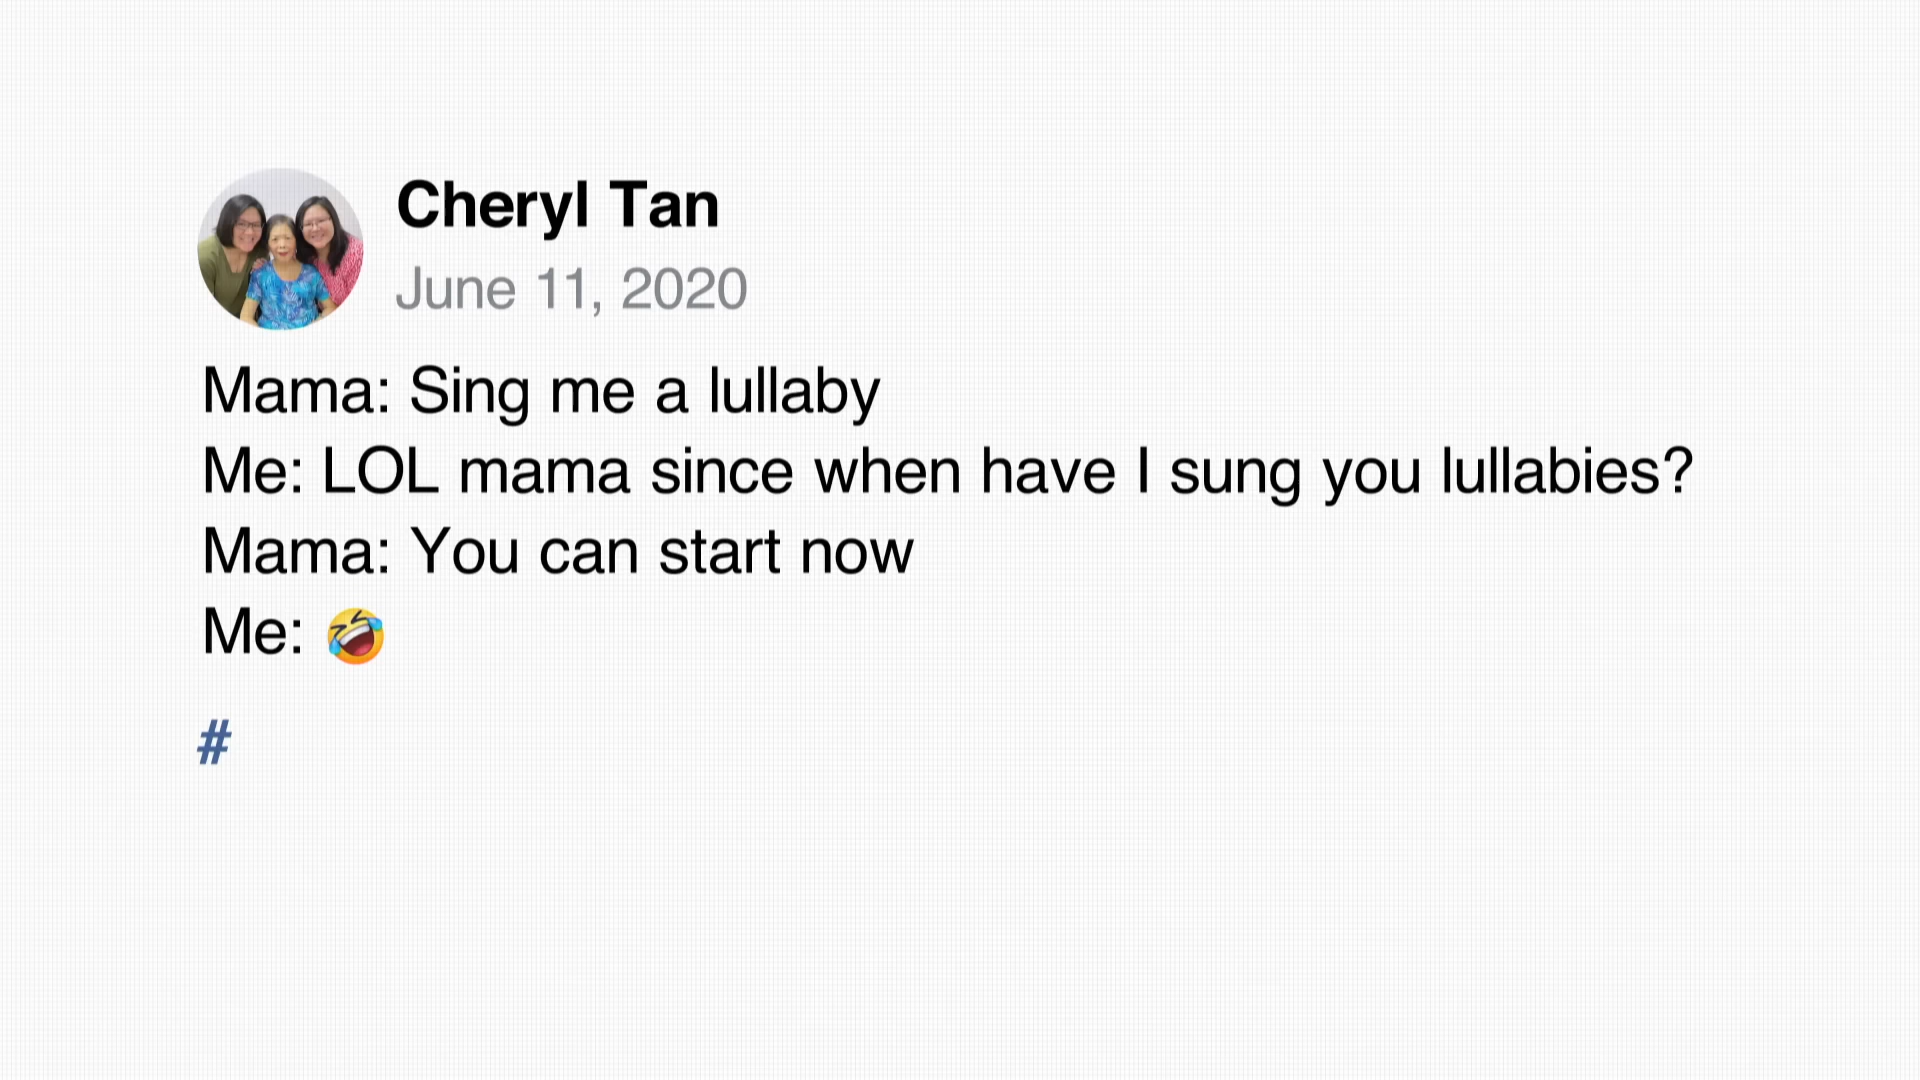 Cheryl Tan
June 11, 2020
Mama: Sing me a lullaby
Me: LOL mama since when have I sung you lullabies?
Mama: You can start now
Me: 🤣
#